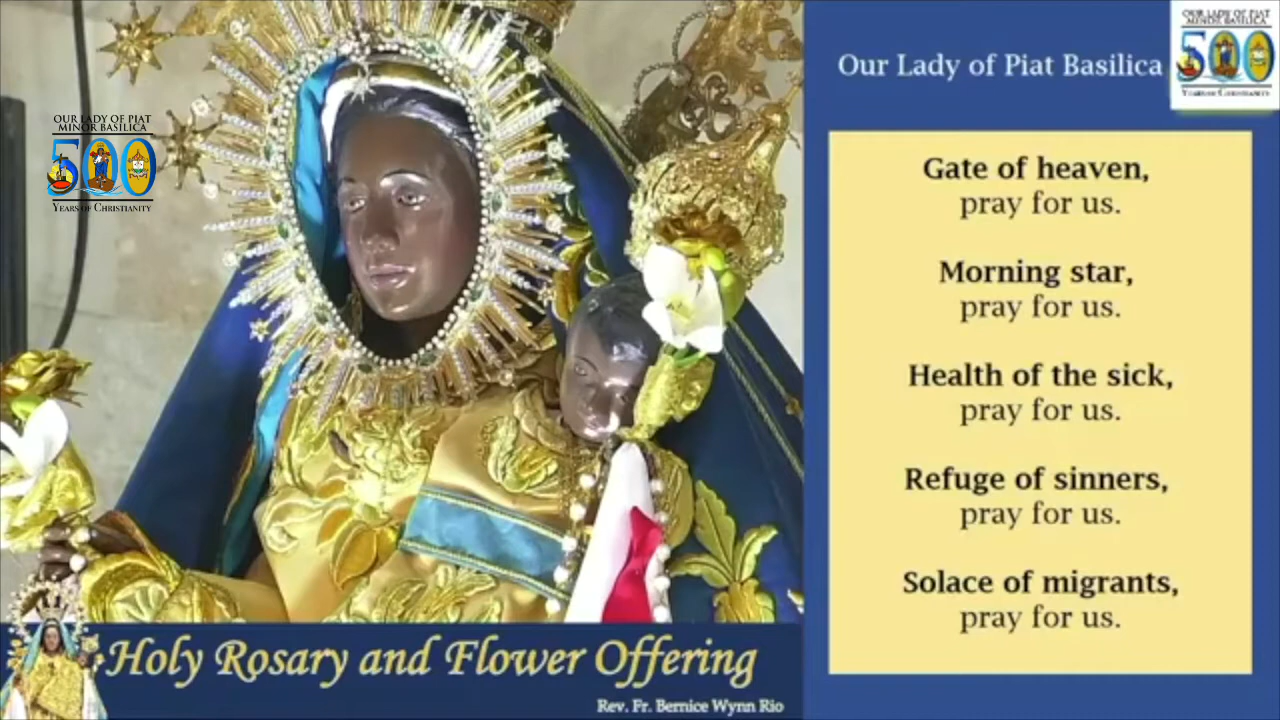 OUR LADY OF PIAT
MINOR BASILICA
500
YEARS OF CHRISTIANITY
Holy Rosary and Flower Offering
Rev. Fr. Bernice Wynn Rio
Our Lady of Piat Basilica
OUR LADY OF PIAT
MINOR BASILICA
500
YEARS OF CHRISTIANITY
Gate of heaven,
pray for us.
Morning star,
pray for us.
Health of the sick,
pray for us.
Refuge of sinners,
pray for us.
Solace of migrants,
pray for us.